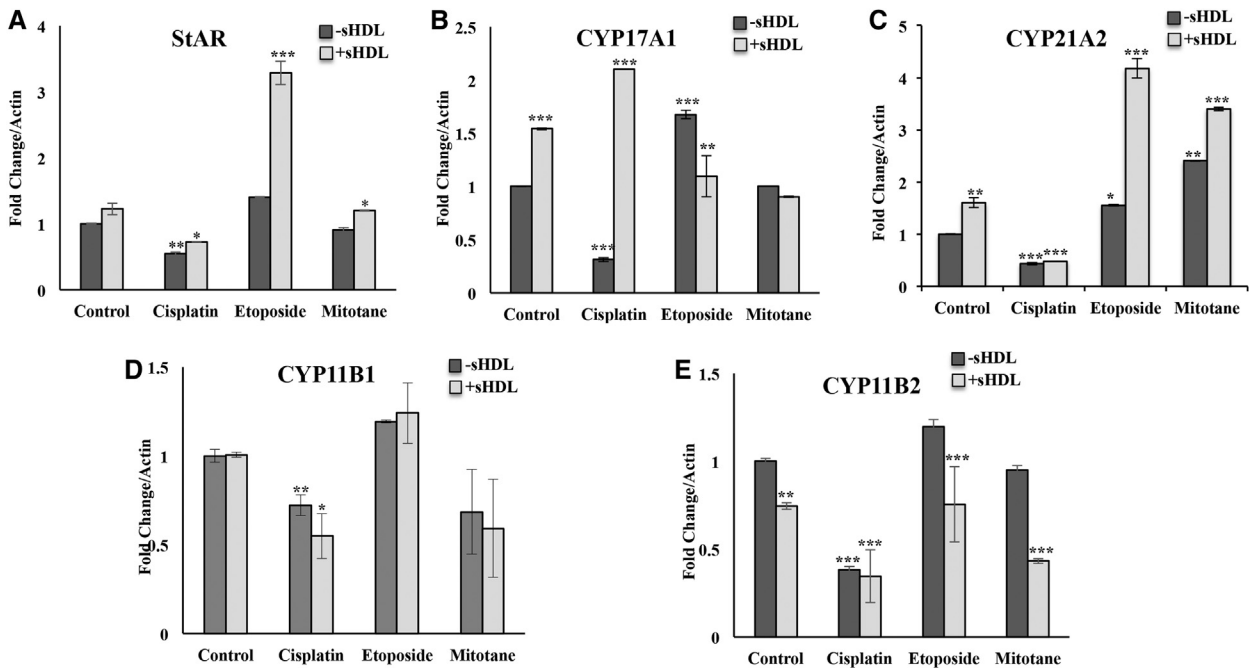 A
StAR
-sHDL
+sHDL
Fold Change/Actin
4
3
2
1
0
***
**
*
*
Control
Cisplatin
Etoposide
Mitotane
B
CYP17A1
-sHDL
+sHDL
Fold Change/Actin
2.5
2
1.5
1
0.5
0
***
***
***
***
**
Control
Cisplatin
Etoposide
Mitotane
C
CYP21A2
-sHDL
+sHDL
Fold Change/Actin
5
4
3
2
1
0
**
***
***
*
***
**
***
Control
Cisplatin
Etoposide
Mitotane
D
CYP11B1
-sHDL
+sHDL
Fold Change/Actin
1.5
1
0.5
0
**
*
Control
Cisplatin
Etoposide
Mitotane
E
CYP11B2
-sHDL
+sHDL
Fold Change/Actin
1.5
1
0.5
0
**
***
***
***
***
Control
Cisplatin
Etoposide
Mitotane